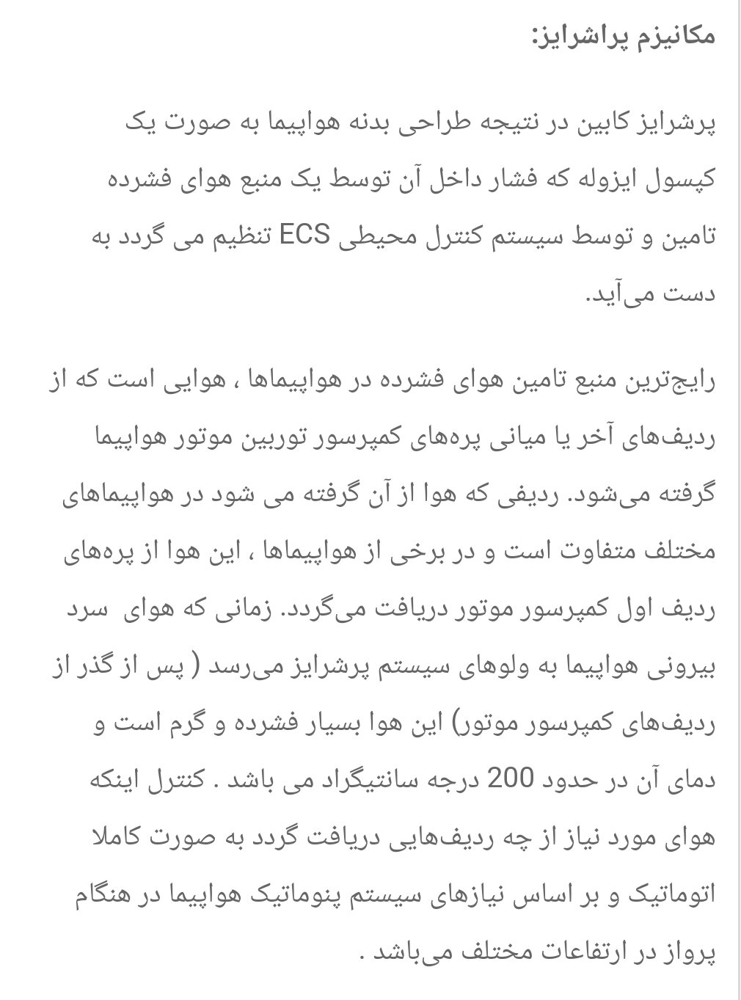 مکانیزم پراشرایز:
پرشرایز کابین در نتیجه طراحی بدنه هواپیما به صورت یک
کپسول ایزوله که فشار داخل آن توسط یک منبع هوای فشرده
تامین و توسط سیستم کنترل محیطی ECS تنظیم می گردد به
دست می‌آید.
رایج‌ترین منبع تامین هوای فشرده در هواپیماها ، هوایی است که از
ردیف‌های آخر یا میانی پره‌های کمپرسور توربین موتور هواپیما
گرفته می‌شود. ردیفی که هوا از آن گرفته می شود در هواپیماهای
مختلف متفاوت است و در برخی از هواپیماها ، این هوا از پره‌های
ردیف اول کمپرسور موتور دریافت می‌گردد. زمانی که هوای سرد
بیرونی هواپیما به ولوهای سیستم پرشرایز می‌رسد ( پس از گذر از
ردیف‌های کمپرسور موتور) این هوا بسیار فشرده و گرم است و
دمای آن در حدود 200 درجه سانتیگراد می باشد . کنترل اینکه
هوای مورد نیاز از چه ردیف‌هایی دریافت گردد به صورت کاملا
اتوماتیک و بر اساس نیازهای سیستم پنوماتیک هواپیما در هنگام
پرواز در ارتفاعات مختلف می‌باشد .